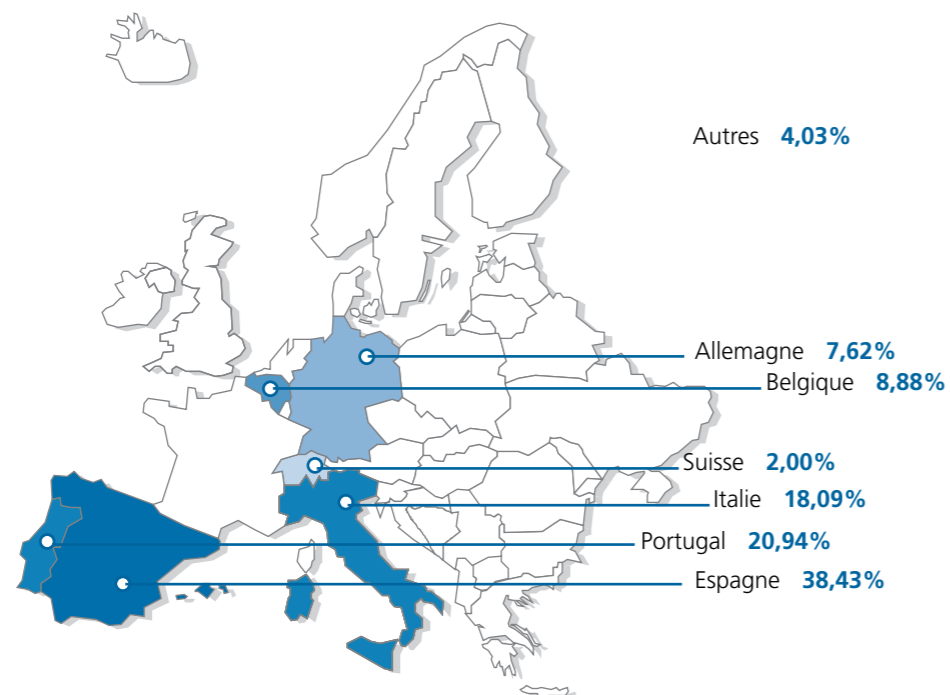 Autres 4,03%
Allemagne 7,62%
Belgique 8,88%
Suisse 2,00%
Italie 18,09%
Portugal 20,94%
Espagne 38,43%